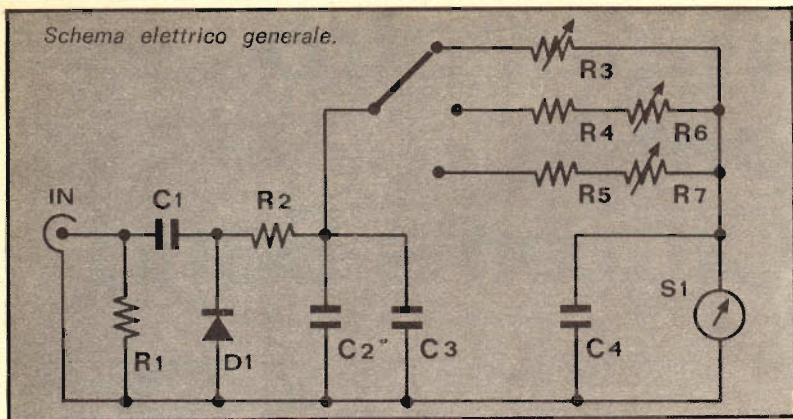 Schema elettrico generale.
R3
R4
R6
R5
R7
IN
C1
R2
S1
R1
D1
C2"
C3
C4